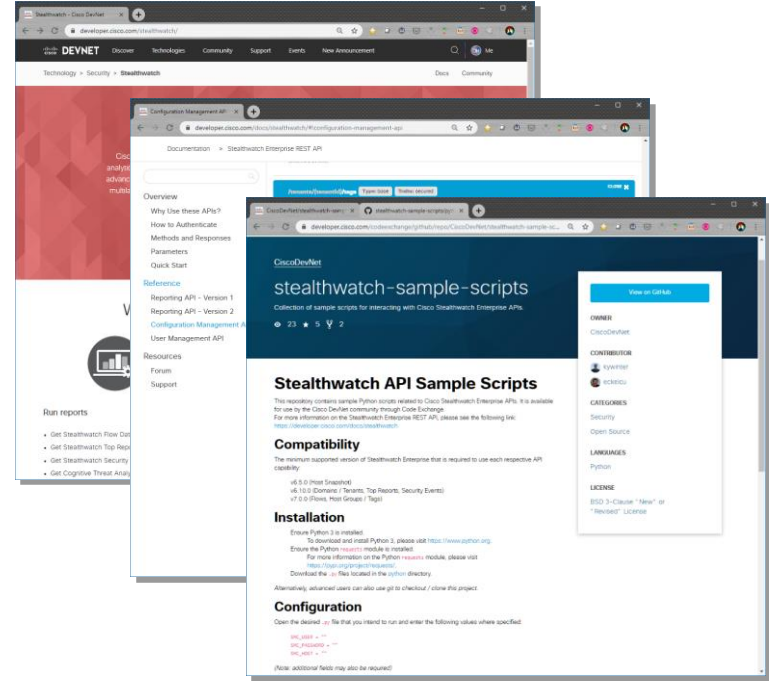 Stealthwatch - Cisco DevNet
developer.cisco.com/stealthwatch/
DEVNET Discover Technologies Community Support Events New Announcement Me
Technology > Security > Stealthwatch Docs Community
Run reports
Get Stealthwatch Flow
Get Stealthwatch Top
Get Stealthwatch Security
Get Cognitive Threat
Configuration Management API
developer.cisco.com/docs/stealthwatch/#!configuration-management-api
Documentation > Stealthwatch Enterprise REST API
CLOSE
Overview
Why Use these APIs?
How to Authenticate
Methods and Responses
Parameters
Quick Start
Reference
Reporting API - Version 1
Reporting API - Version 2
Configuration Management A
User Management API
Resources
Forum
Support
developer.cisco.com/codeexchange/github/repo/CiscoDevNet/stealthwatch-sample-sc...
CiscoDevNet
stealthwatch-sample-scripts
Collection of sample scripts for interacting with Cisco Stealthwatch Enterprise APIs.
23 5 2
Stealthwatch API Sample Scripts
This repository contains sample Python scripts related to Cisco Stealthwatch Enterprise APIs. It is available
for use by the Cisco DevNet community through Code Exchange.
For more information on the Stealthwatch Enterprise REST API, please see the following link:
https://developer.cisco.com/docs/stealthwatch
Compatibility
The minimum supported version of Stealthwatch Enterprise that is required to use each respective API
capability:
v6.5.0 (Host Snapshot)
v6.10.0 (Domains / Tenants, Top Reports, Security Events)
v7.0.0 (Flows, Host Groups / Tags)
Installation
Ensure Python 3 is installed.
To download and install Python 3, please visit https://www.python.org.
Ensure the Python requests module is installed.
For more information on the Python requests module, please visit
https://pypi.org/project/requests/.
Download the .py files located in the python directory.
Alternatively, advanced users can also use git to checkout / clone this project.
Configuration
Open the desired .py file that you intend to run and enter the following values where specified:
SMC_USER = ""
SMC_PASSWORD = ""
SMC_HOST = ""
(Note: additional fields may also be required)
View on GitHub
OWNER
CiscoDevNet
CONTRIBUTOR
kywinter
eckelcu
CATEGORIES
Security
Open Source
LANGUAGES
Python
LICENSE
BSD 3-Clause "New" or
"Revised" License